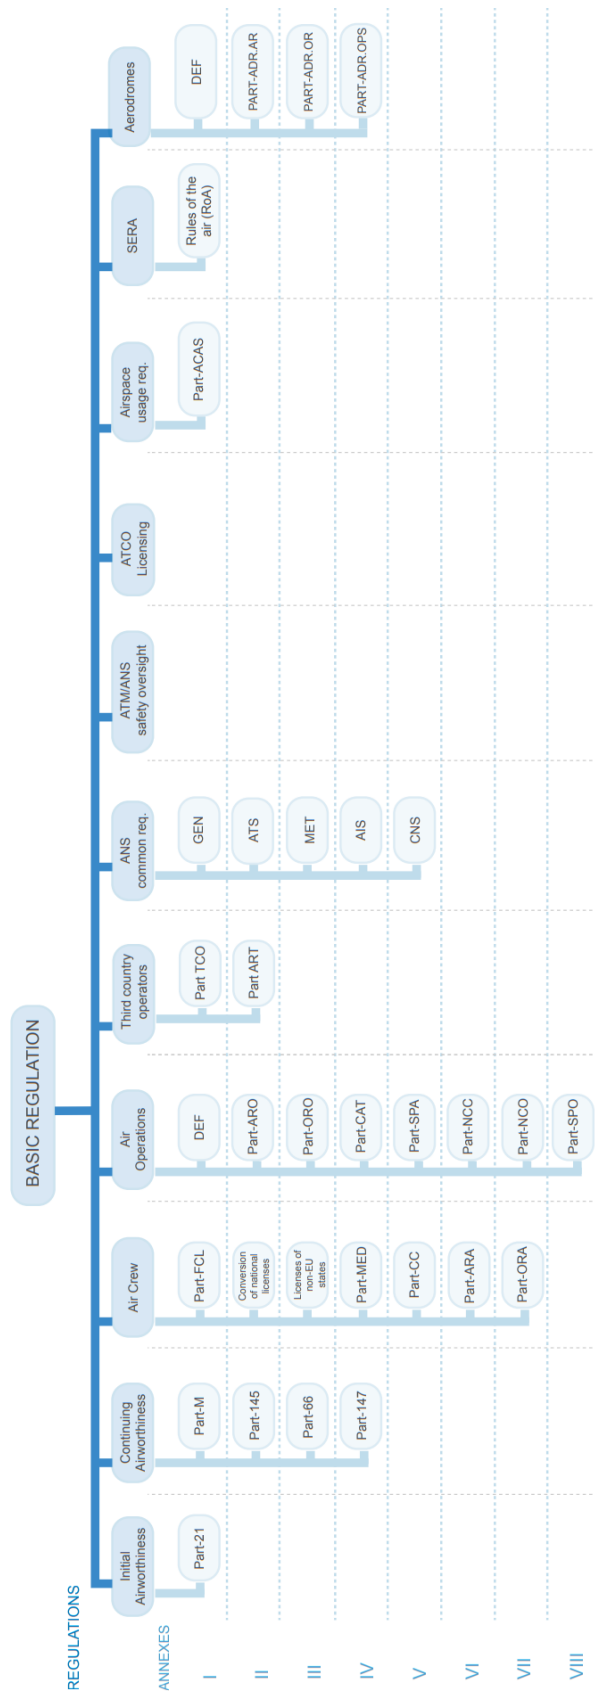 BASIC REGULATION
REGULATIONS
Initial
Airworthiness
Continuing
Airworthiness
Air Crew
Air
Operations
Third country
operators
ANS
common req.
ATM/ANS
safety oversight
ATCO
Licensing
Airspace
usage req.
SERA
Aerodromes
ANNEXES
I
Part-21
Part-M
Part-FCL
DEF
Part TCO
GEN
Part-ACAS
Rules of the
air (RoA)
DEF
II
Part-145
Conversion
of national
licenses
Part-ARO
Part ART
ATS
PART-ADR.AR
III
Part-66
Licenses of
non-EU
states
Part-ORO
MET
PART-ADR.OR
IV
Part-147
Part-MED
Part-CAT
AIS
PART-ADR.OPS
V
Part-CC
Part-SPA
CNS
VI
Part-ARA
Part-NCC
VII
Part-ORA
Part-NCO
VIII
Part-SPO